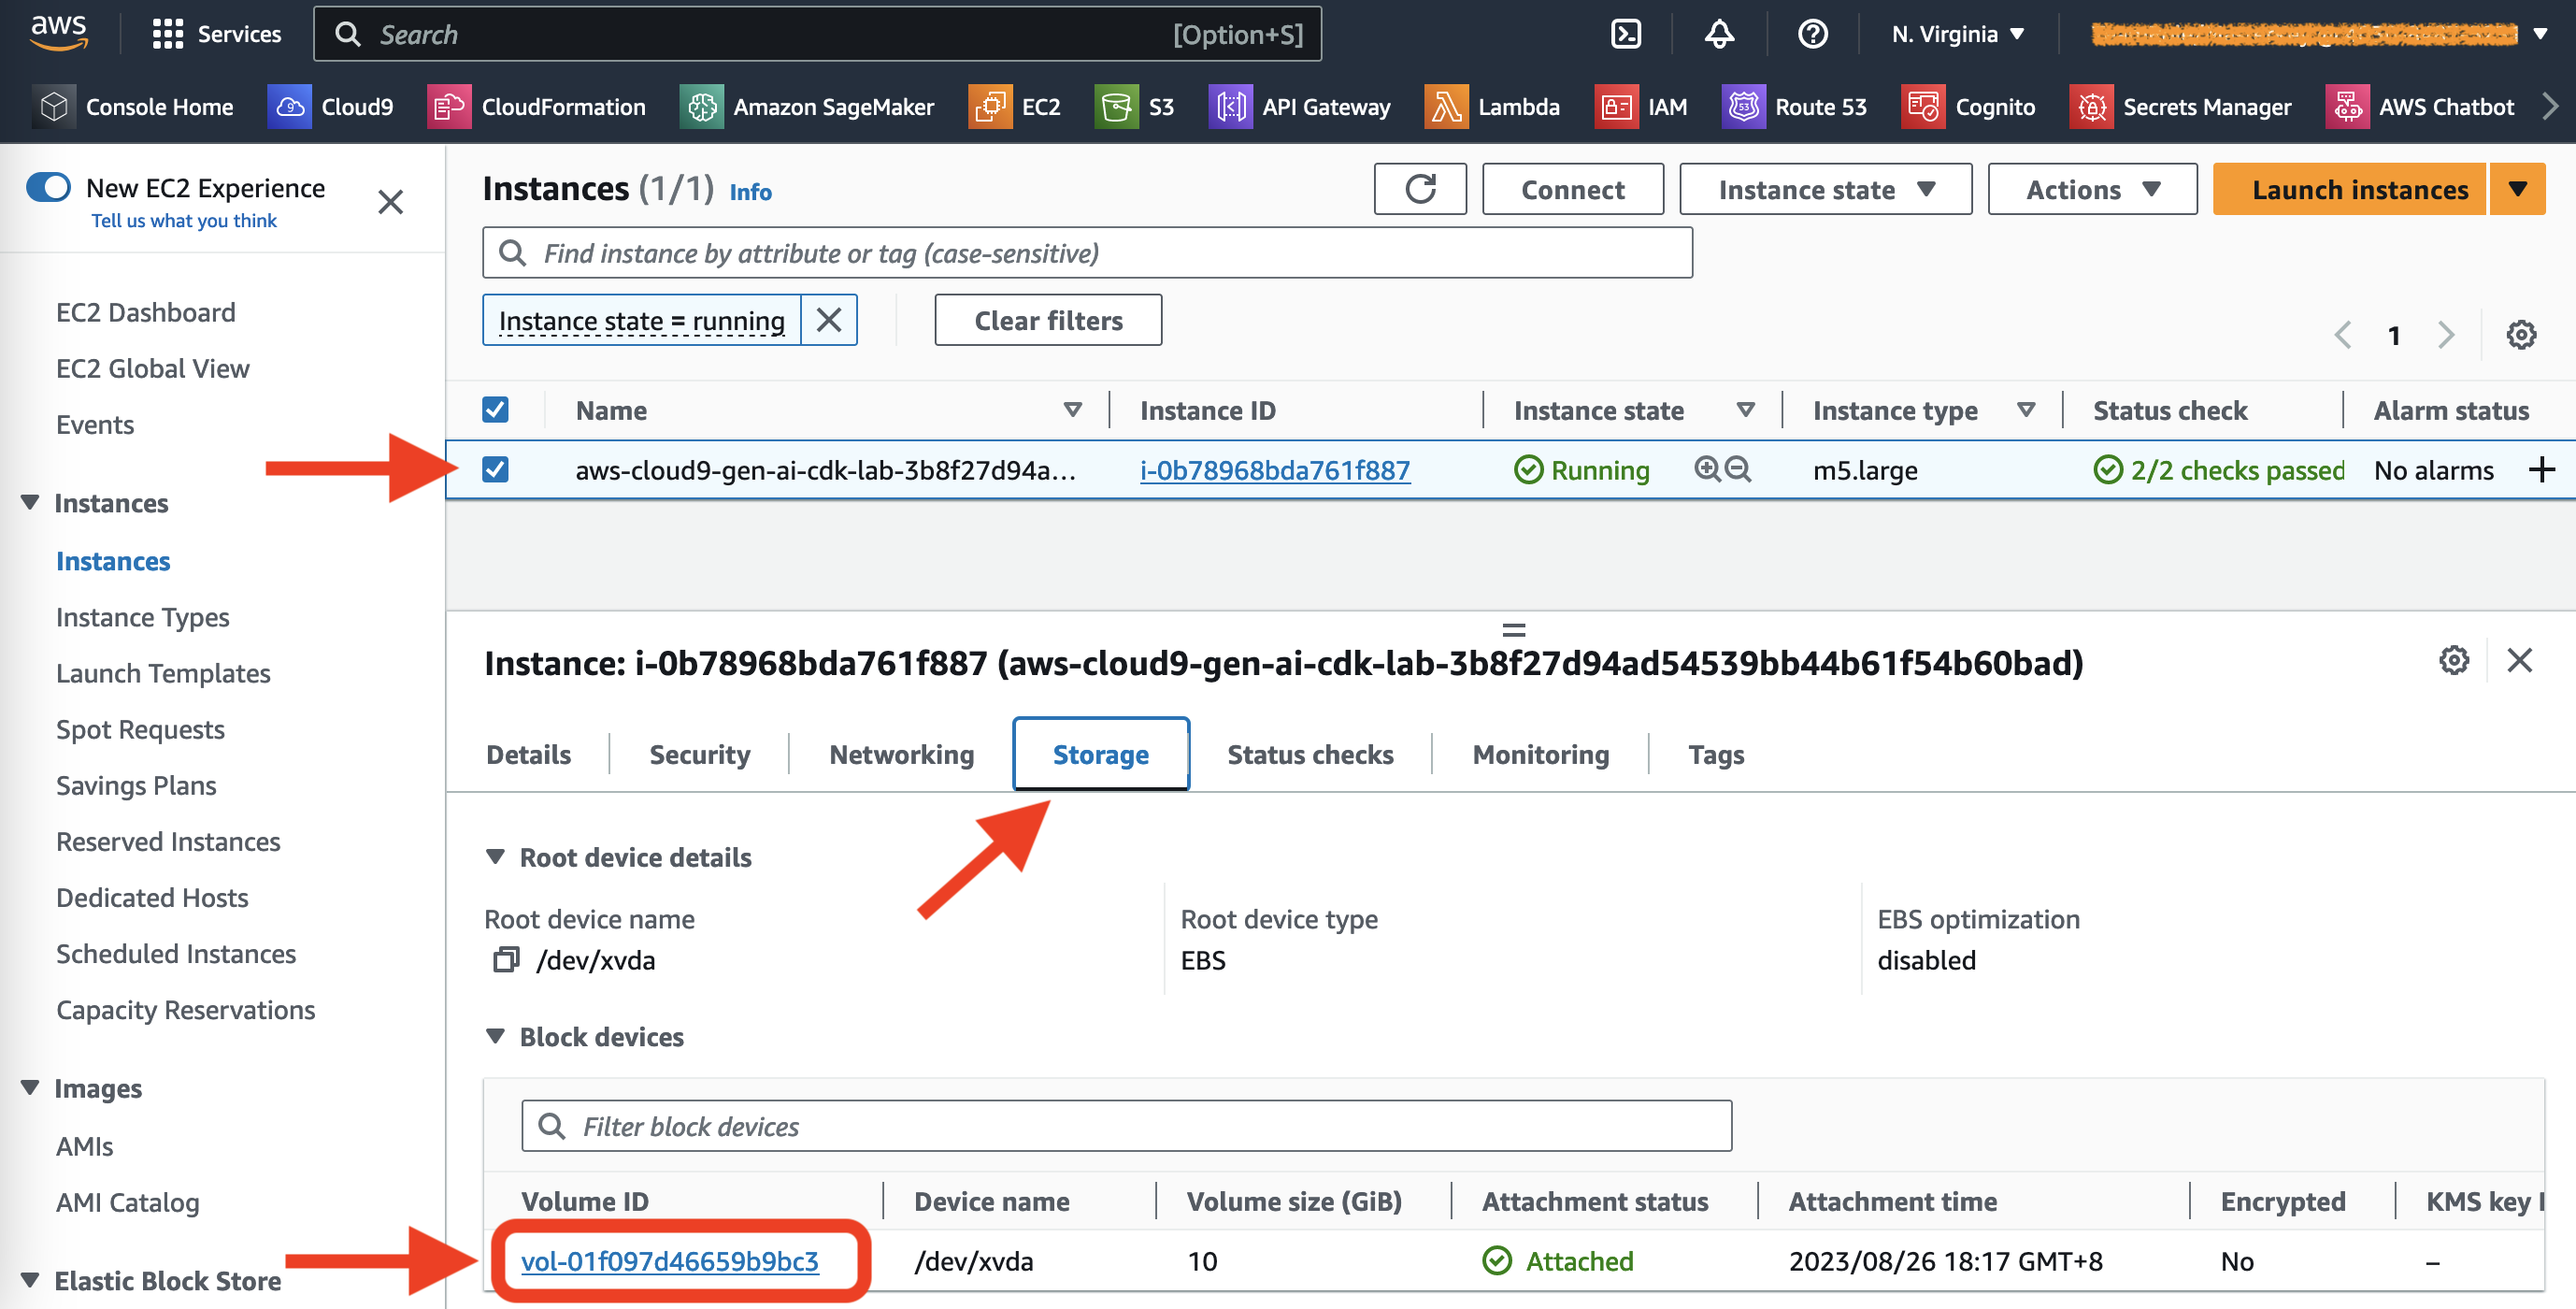 aws
Services
Search [Option+S]
N. Virginia
Console Home
Cloud9
CloudFormation
Amazon SageMaker
EC2
S3
API Gateway
Lambda
IAM
Route 53
Cognito
Secrets Manager
AWS Chatbot
New EC2 Experience
Tell us what you think
EC2 Dashboard
EC2 Global View
Events
Instances
Instances
Instance Types
Launch Templates
Spot Requests
Savings Plans
Reserved Instances
Dedicated Hosts
Scheduled Instances
Capacity Reservations
Images
AMIs
AMI Catalog
Elastic Block Store
Instances (1/1) Info
Connect
Instance state
Actions
Launch instances
Find instance by attribute or tag (case-sensitive)
Instance state = running
Clear filters
1
Name Instance ID Instance state Instance type Status check Alarm status
aws-cloud9-gen-ai-cdk-lab-3b8f27d94a... i-0b78968bda761f887 Running m5.large 2/2 checks passed No alarms
Instance: i-0b78968bda761f887 (aws-cloud9-gen-ai-cdk-lab-3b8f27d94ad54539bb44b61f54b60bad)
Details Security Networking Storage Status checks Monitoring Tags
Root device details
Root device name Root device type EBS optimization
/dev/xvda EBS disabled
Block devices
Filter block devices
Volume ID Device name Volume size (GiB) Attachment status Attachment time Encrypted KMS key
vol-01f097d46659b9bc3 /dev/xvda 10 Attached 2023/08/26 18:17 GMT+8 No –